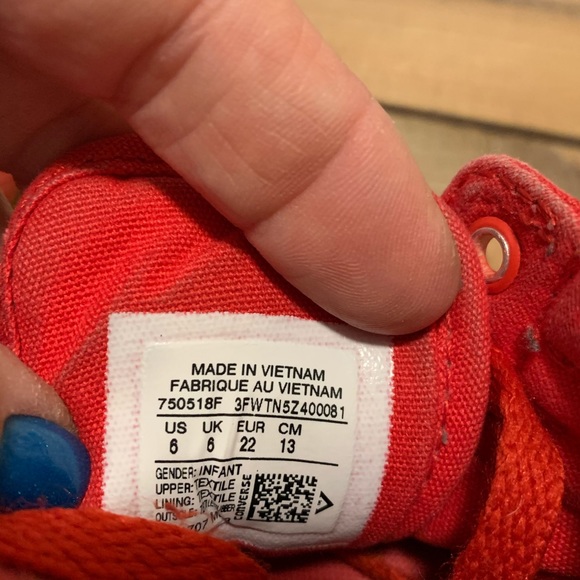 MADE IN VIETNAM
FABRIQUE AU VIETNAM
750518F 3FWTN5Z400081
US UK EUR CM
6 6 22 13
GENDER: INFANT
UPPER: TEXTILE
LINING: TEXTILE
CONVERSE